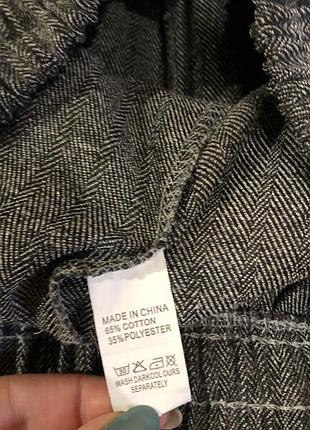 MADE IN CHINA
65% COTTON
35% POLYESTER
WASH DARKCOLOURS
SEPARATELY